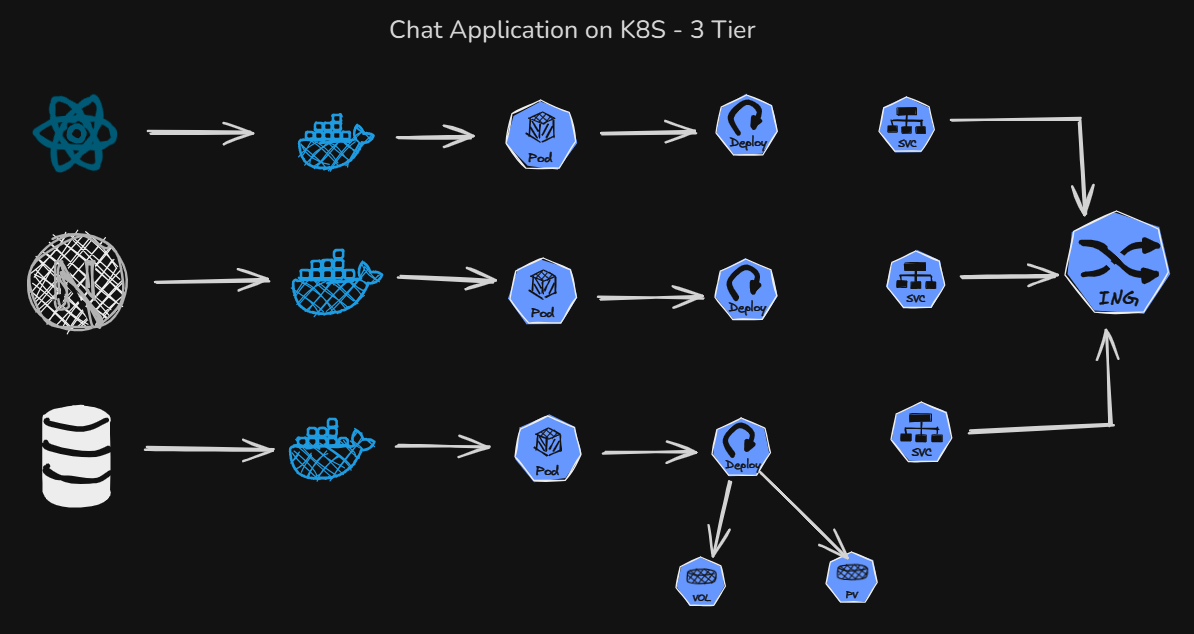 Chat Application on K8S - 3 Tier
Pod
Deploy
SVC
N
Pod
Deploy
SVC
ING
Pod
Deploy
SVC
VOL
PV